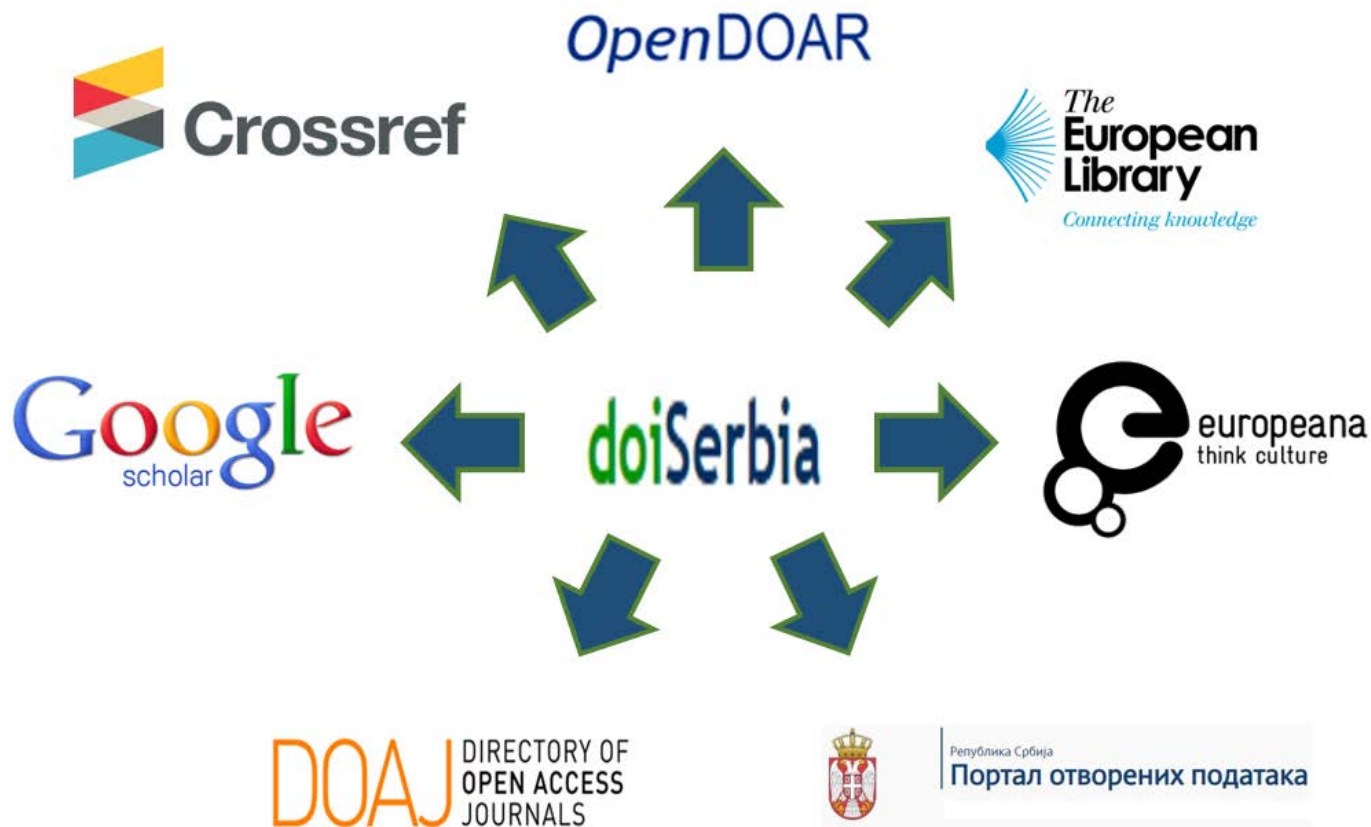 OpenDOAR
Crossref
The
European
Library
Connecting knowledge
Google
scholar
doiSerbia
europeana
think culture
DOAJ
DIRECTORY OF
OPEN ACCESS
JOURNALS
Република Србија
Портал отворених података